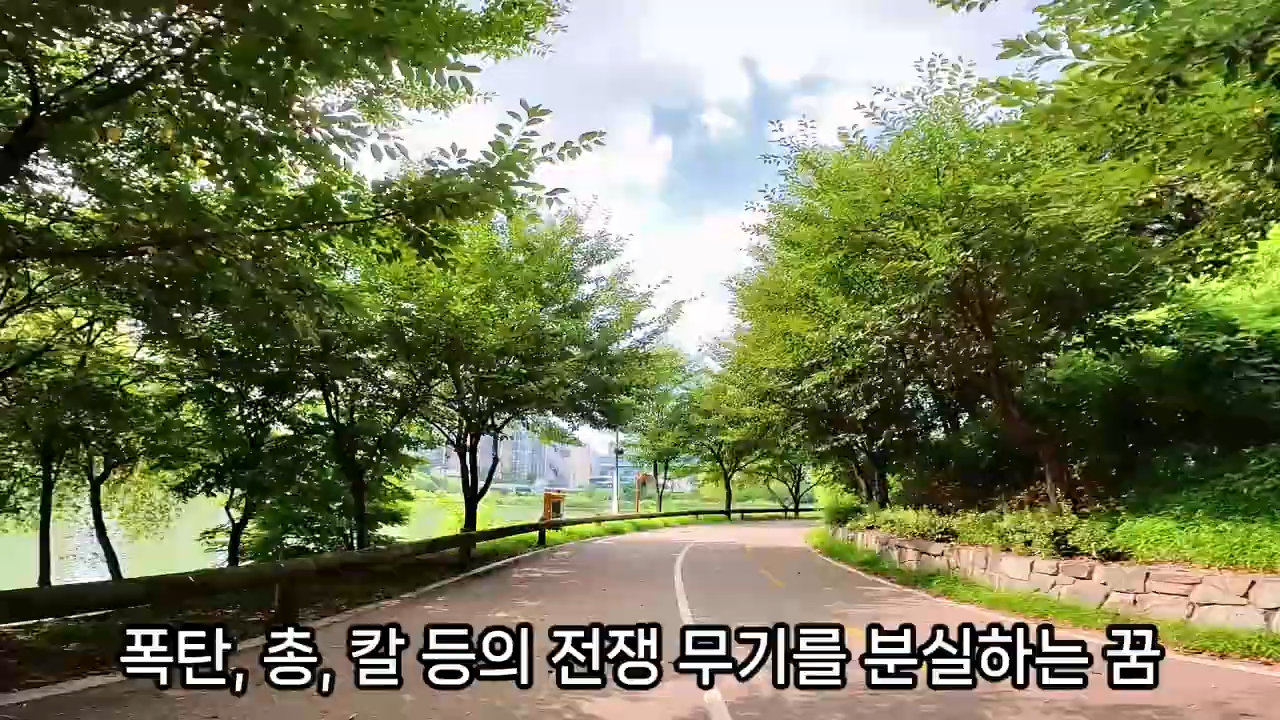 폭탄, 총, 칼 등의 전쟁 무기를 분실하는 꿈